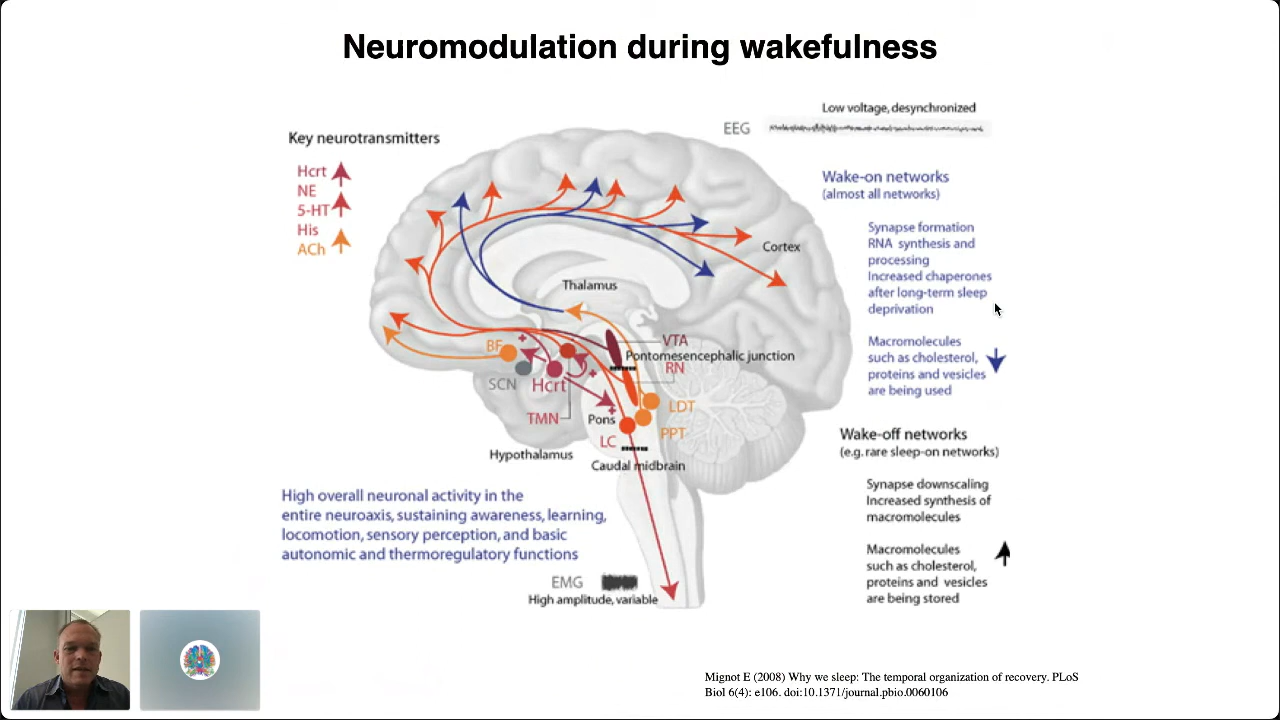 Neuromodulation during wakefulness
Low voltage, desynchronized
EEG
Key neurotransmitters
Hcrt
NE
5-HT
His
ACh
Wake-on networks
(almost all networks)
Synapse formation
RNA synthesis and
processing
Increased chaperones
after long-term sleep
deprivation
Macromolecules
such as cholesterol,
proteins and vesicles
are being used
Cortex
Thalamus
VTA
Pontomesencephalic junction
RN
BF
SCN
Hcrt
TMN
LDT
Pons
PPT
LC
Hypothalamus
Caudal midbrain
Wake-off networks
(e.g. rare sleep-on networks)
Synapse downscaling
Increased synthesis of
macromolecules
Macromolecules
such as cholesterol,
proteins and vesicles
are being stored
High overall neuronal activity in the
entire neuroaxis, sustaining awareness, learning,
locomotion, sensory perception, and basic
autonomic and thermoregulatory functions
EMG
High amplitude, variable
Mignot E (2008) Why we sleep: The temporal organization of recovery. PLoS
Biol 6(4): e106. doi:10.1371/journal.pbio.0060106